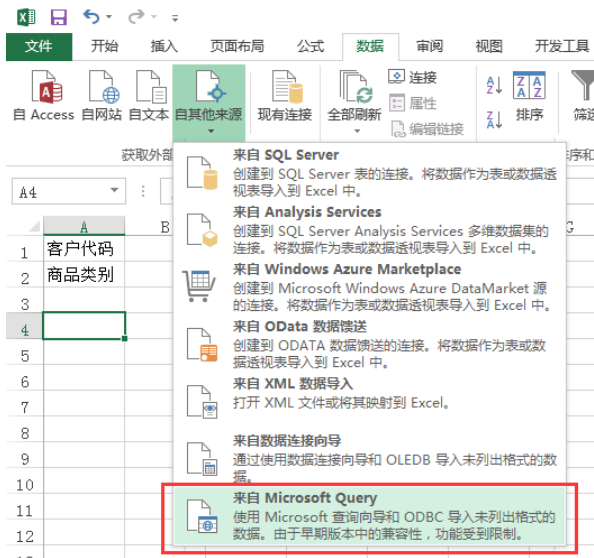 文件 开始 插入 页面布局 公式 数据 审阅 视图 开发工具
自 Access 自网站 自文本 自其他来源 现有连接 全部刷新 连接 属性 编辑链接 排序
获取外部
A4
A B G
1 客户代码
2 商品类别
3
4
5
6
7
8
9
10
11
12
来自 SQL Server
创建到 SQL Server 表的连接。将数据作为表或数据透
视表导入到 Excel 中。
来自 Analysis Services
创建到 SQL Server Analysis Services 多维数据集的
连接。将数据作为表或数据透视表导入到 Excel 中。
来自 Windows Azure Marketplace
创建到 Microsoft Windows Azure DataMarket 源
的连接。将数据作为表或数据透视表导入到 Excel 中。
来自 OData 数据馈送
创建到 ODATA 数据馈送的连接。将数据作为表或数
据透视表导入到 Excel 中。
来自 XML 数据导入
打开 XML 文件或将其映射到 Excel。
来自数据连接向导
通过使用数据连接向导和 OLEDB 导入未列出格式的数
据。
来自 Microsoft Query
使用 Microsoft 查询向导和 ODBC 导入未列出格式的
数据。由于早期版本中的兼容性，功能受到限制。